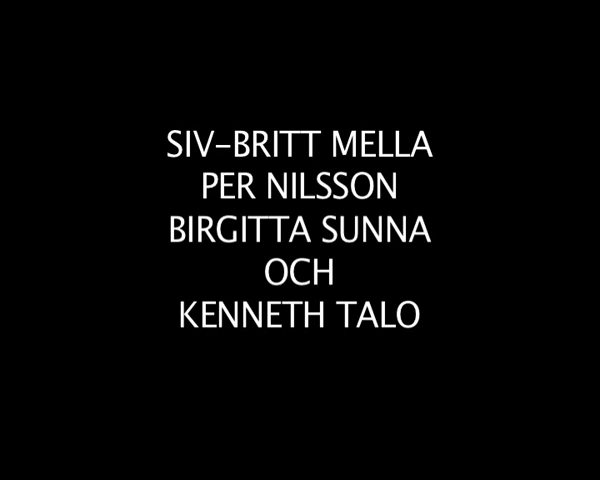 SIV-BRITT MELLA
PER NILSSON
BIRGITTA SUNNA
OCH
KENNETH TALO